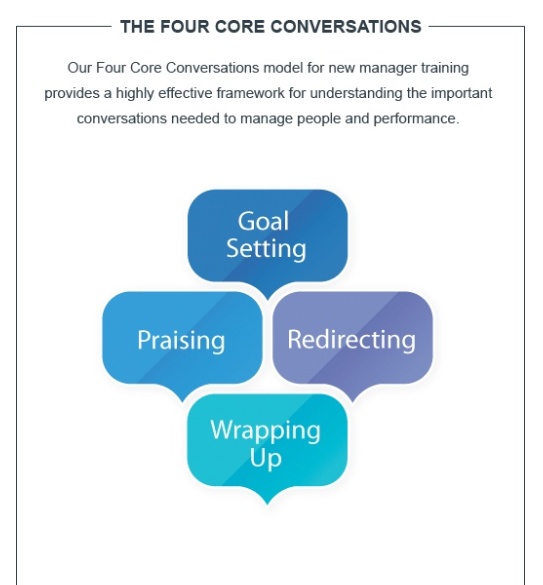 THE FOUR CORE CONVERSATIONS
Our Four Core Conversations model for new manager training
provides a highly effective framework for understanding the important
conversations needed to manage people and performance.
Goal
Setting
Praising
Redirecting
Wrapping
Up